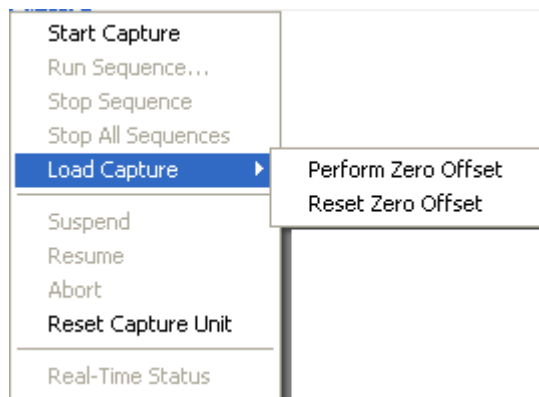 Start Capture
Run Sequence...
Stop Sequence
Stop All Sequences
Load Capture
Perform Zero Offset
Reset Zero Offset
Suspend
Resume
Abort
Reset Capture Unit
Real-Time Status